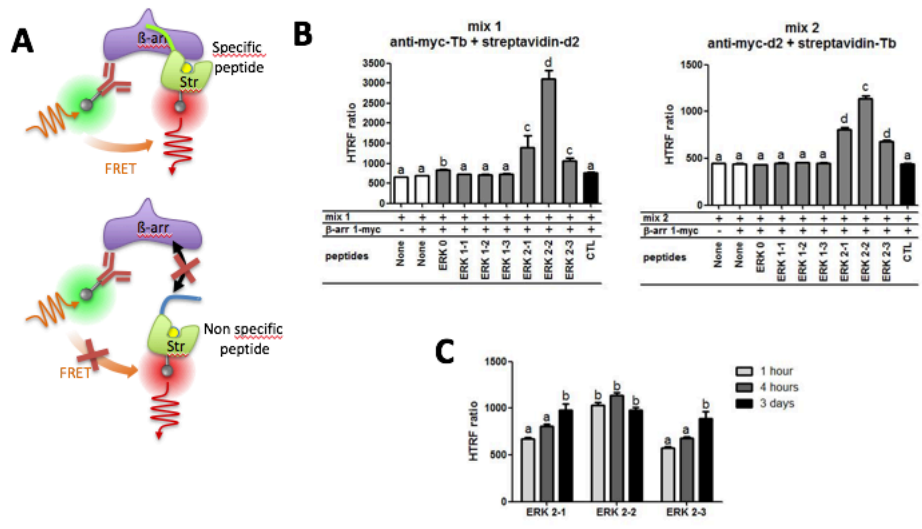 A
ß-arr
Specific
peptide
Str
FRET
ß-arr
Non specific
peptide
Str
FRET
B
mix 1
anti-myc-Tb + streptavidin-d2
3500
3000
2500
2000
1500
1000
500
0
HTRF ratio
a a b a a a c d c a
mix 1 + + + + + + + + + +
β-arr 1-myc - + + + + + + + + +
peptides None None ERK 0 ERK 1-1 ERK 1-2 ERK 1-3 ERK 2-1 ERK 2-2 ERK 2-3 CTL
mix 2
anti-myc-d2 + streptavidin-Tb
1500
1000
500
0
HTRF ratio
a a a a a a d c d a
mix 2 + + + + + + + + + +
β-arr 1-myc - + + + + + + + + +
peptides None None ERK 0 ERK 1-1 ERK 1-2 ERK 1-3 ERK 2-1 ERK 2-2 ERK 2-3 CTL
C
1500
1000
500
0
HTRF ratio
a a b b b b a a b
ERK 2-1 ERK 2-2 ERK 2-3
1 hour
4 hours
3 days